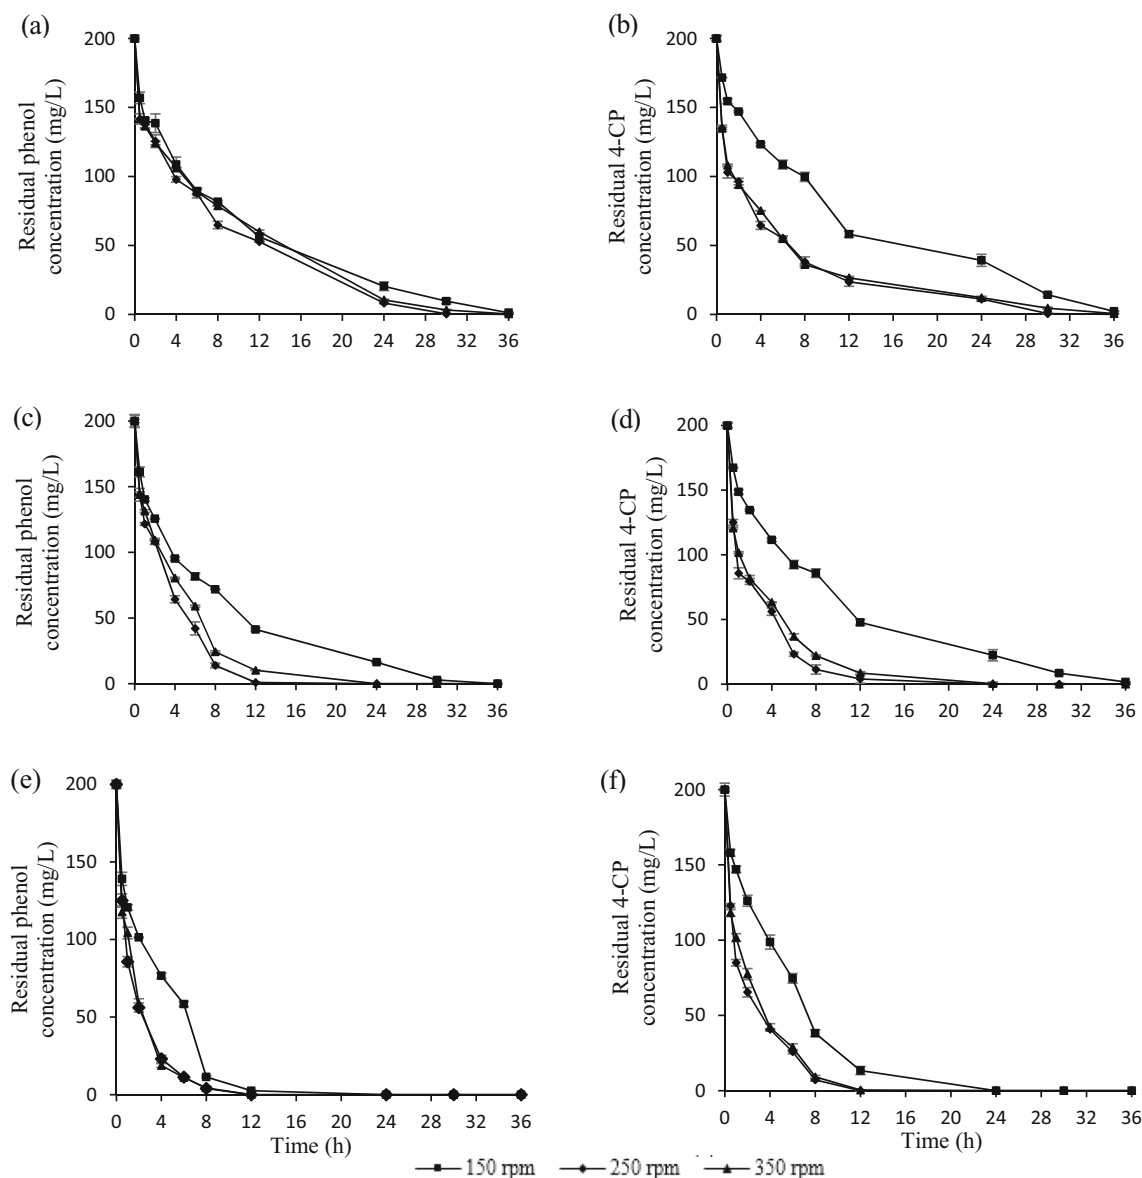 (a)
200
150
100
50
0
Residual phenol
concentration (mg/L)
0 4 8 12 16 20 24 28 32 36
(b)
200
150
100
50
0
Residual 4-CP
concentration (mg/L)
0 4 8 12 16 20 24 28 32 36
(c)
200
150
100
50
0
Residual phenol
concentration (mg/L)
0 4 8 12 16 20 24 28 32 36
(d)
200
150
100
50
0
Residual 4-CP
concentration (mg/L)
0 4 8 12 16 20 24 28 32 36
(e)
200
150
100
50
0
Residual phenol
concentration (mg/L)
0 4 8 12 16 20 24 28 32 36
Time (h)
(f)
200
150
100
50
0
Residual 4-CP
concentration (mg/L)
0 4 8 12 16 20 24 28 32 36
Time (h)
150 rpm 250 rpm 350 rpm